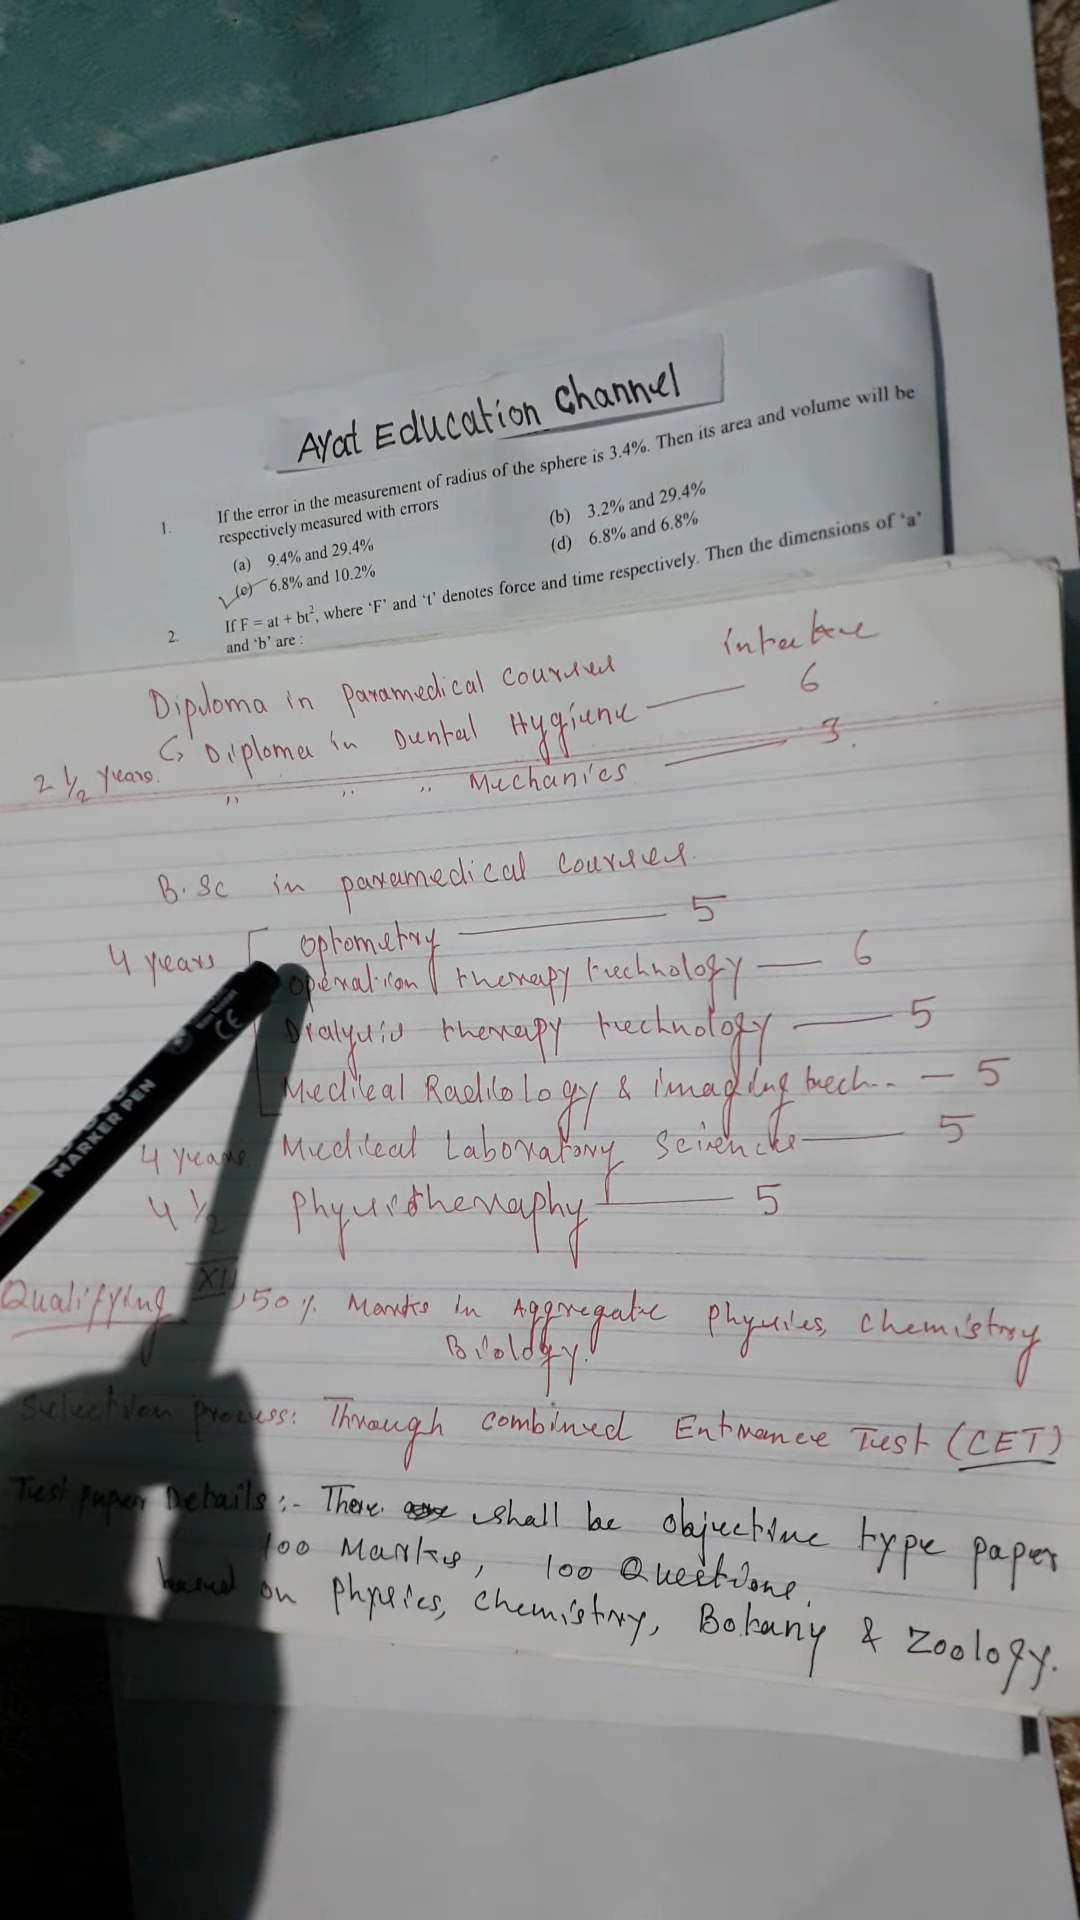 Ayat Education Channel
1. If the error in the measurement of radius of the sphere is 3.4%. Then its area and volume will be
respectively measured with errors
(a) 9.4% and 29.4% (b) 3.2% and 29.4%
(c) 6.8% and 10.2% (d) 6.8% and 6.8%
2. If F = at + bt², where 'F' and 't' denotes force and time respectively. Then the dimensions of 'a'
and 'b' are :
Diploma in paramedical courses intake
2 ½ years. Diploma in Dental Hygiene — 6
" " " Mechanics — 3.
B.Sc in paramedical courses.
4 years Optometry — 5
operation therapy technology — 6
Dialysis therapy technology — 5
Medical Radiology & imaging tech.. — 5
4 years Medical Laboratory Sciences — 5
4 ½ Physiotheraphy — 5
Qualifying XII, 50% Marks in Aggregate physics, chemistry
Biology.
Selection process: Through combined Entrance Test (CET)
Test paper Details :- There shall be objective type paper
100 Marks, 100 Questions.
based on physics, chemistry, Botany & Zoology.
MARKER PEN
CE